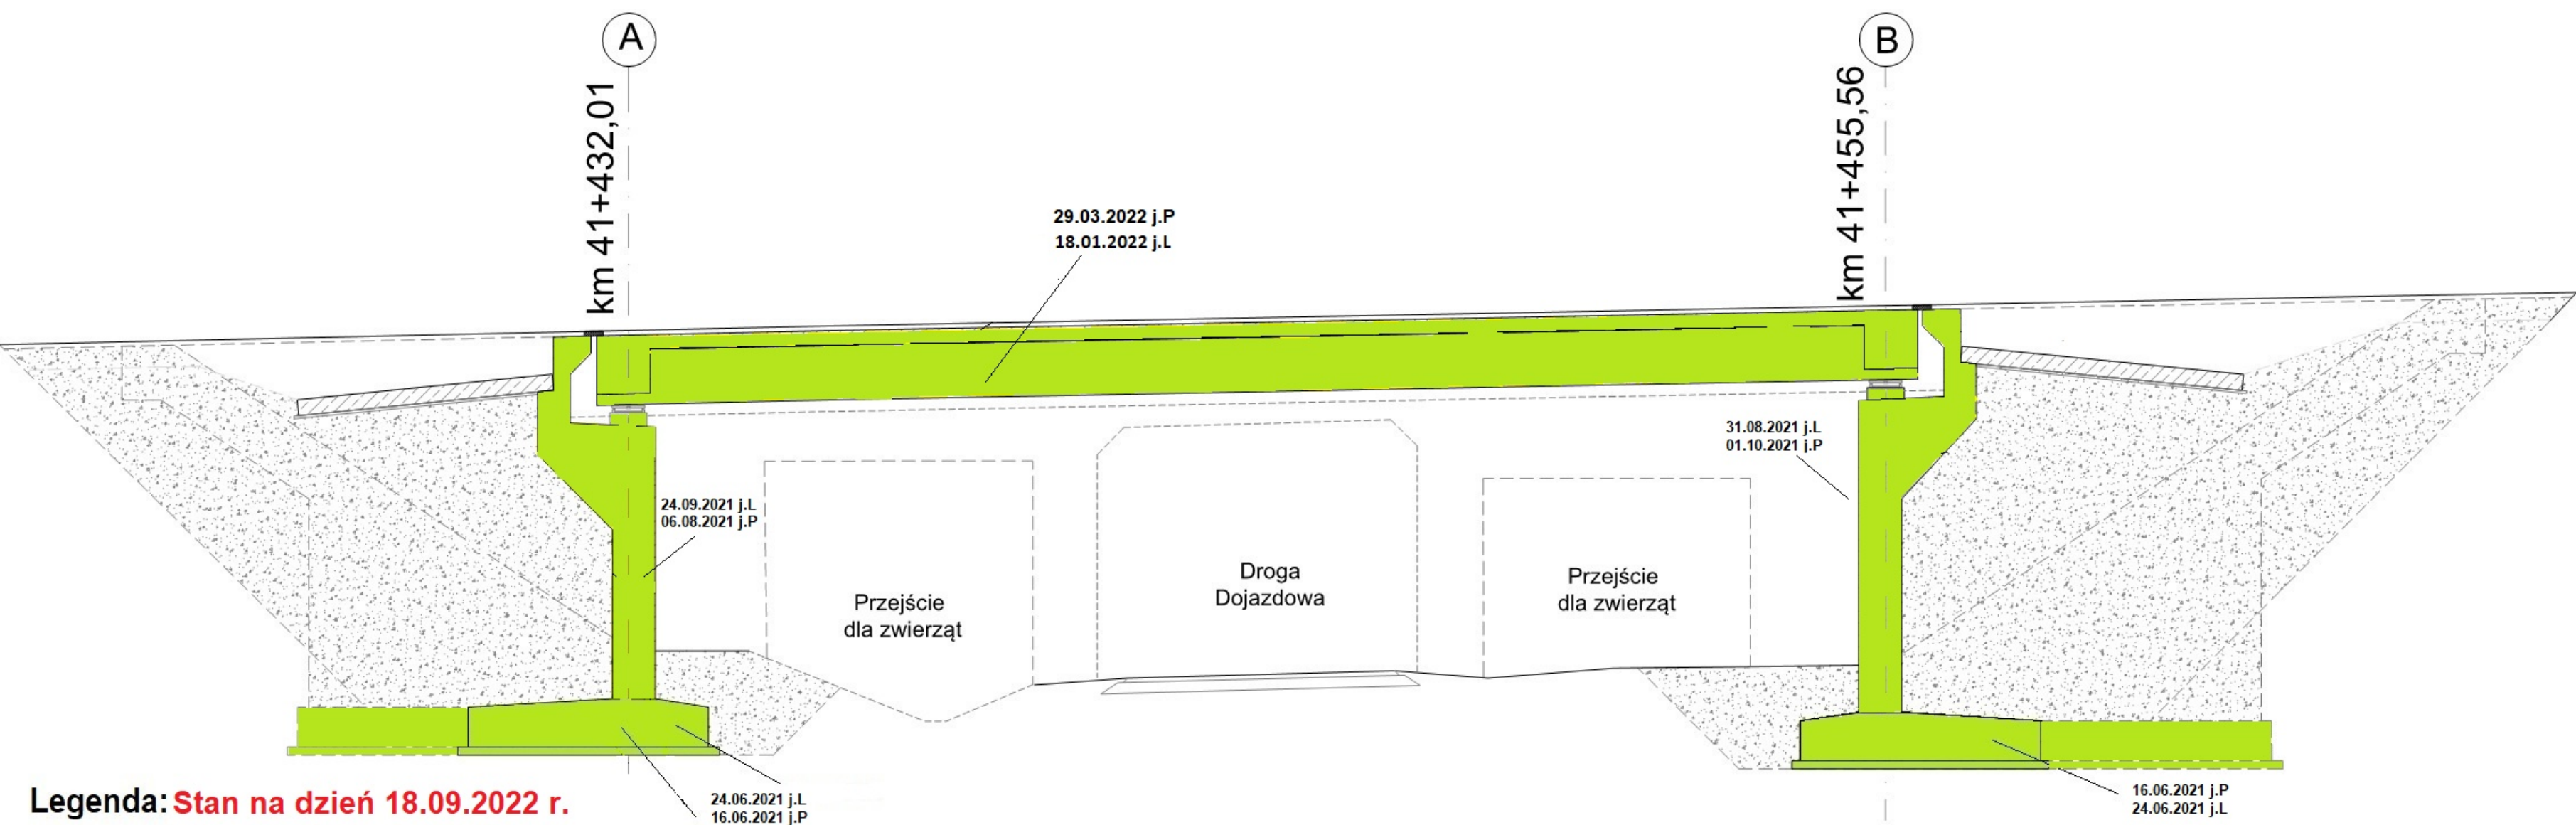 A
B
km 41+432,01
km 41+455,56
29.03.2022 j.P
18.01.2022 j.L
31.08.2021 j.L
01.10.2021 j.P
24.09.2021 j.L
06.08.2021 j.P
Przejście
dla zwierząt
Droga
Dojazdowa
Przejście
dla zwierząt
24.06.2021 j.L
16.06.2021 j.P
16.06.2021 j.P
24.06.2021 j.L
Legenda: Stan na dzień 18.09.2022 r.